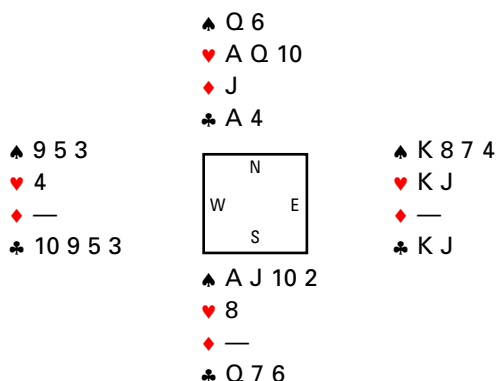 ♠ Q 6
♥ A Q 10
♦ J
♣ A 4
♠ 9 5 3
♥ 4
♦ —
♣ 10 9 5 3
N
W E
S
♠ K 8 7 4
♥ K J
♦ —
♣ K J
♠ A J 10 2
♥ 8
♦ —
♣ Q 7 6